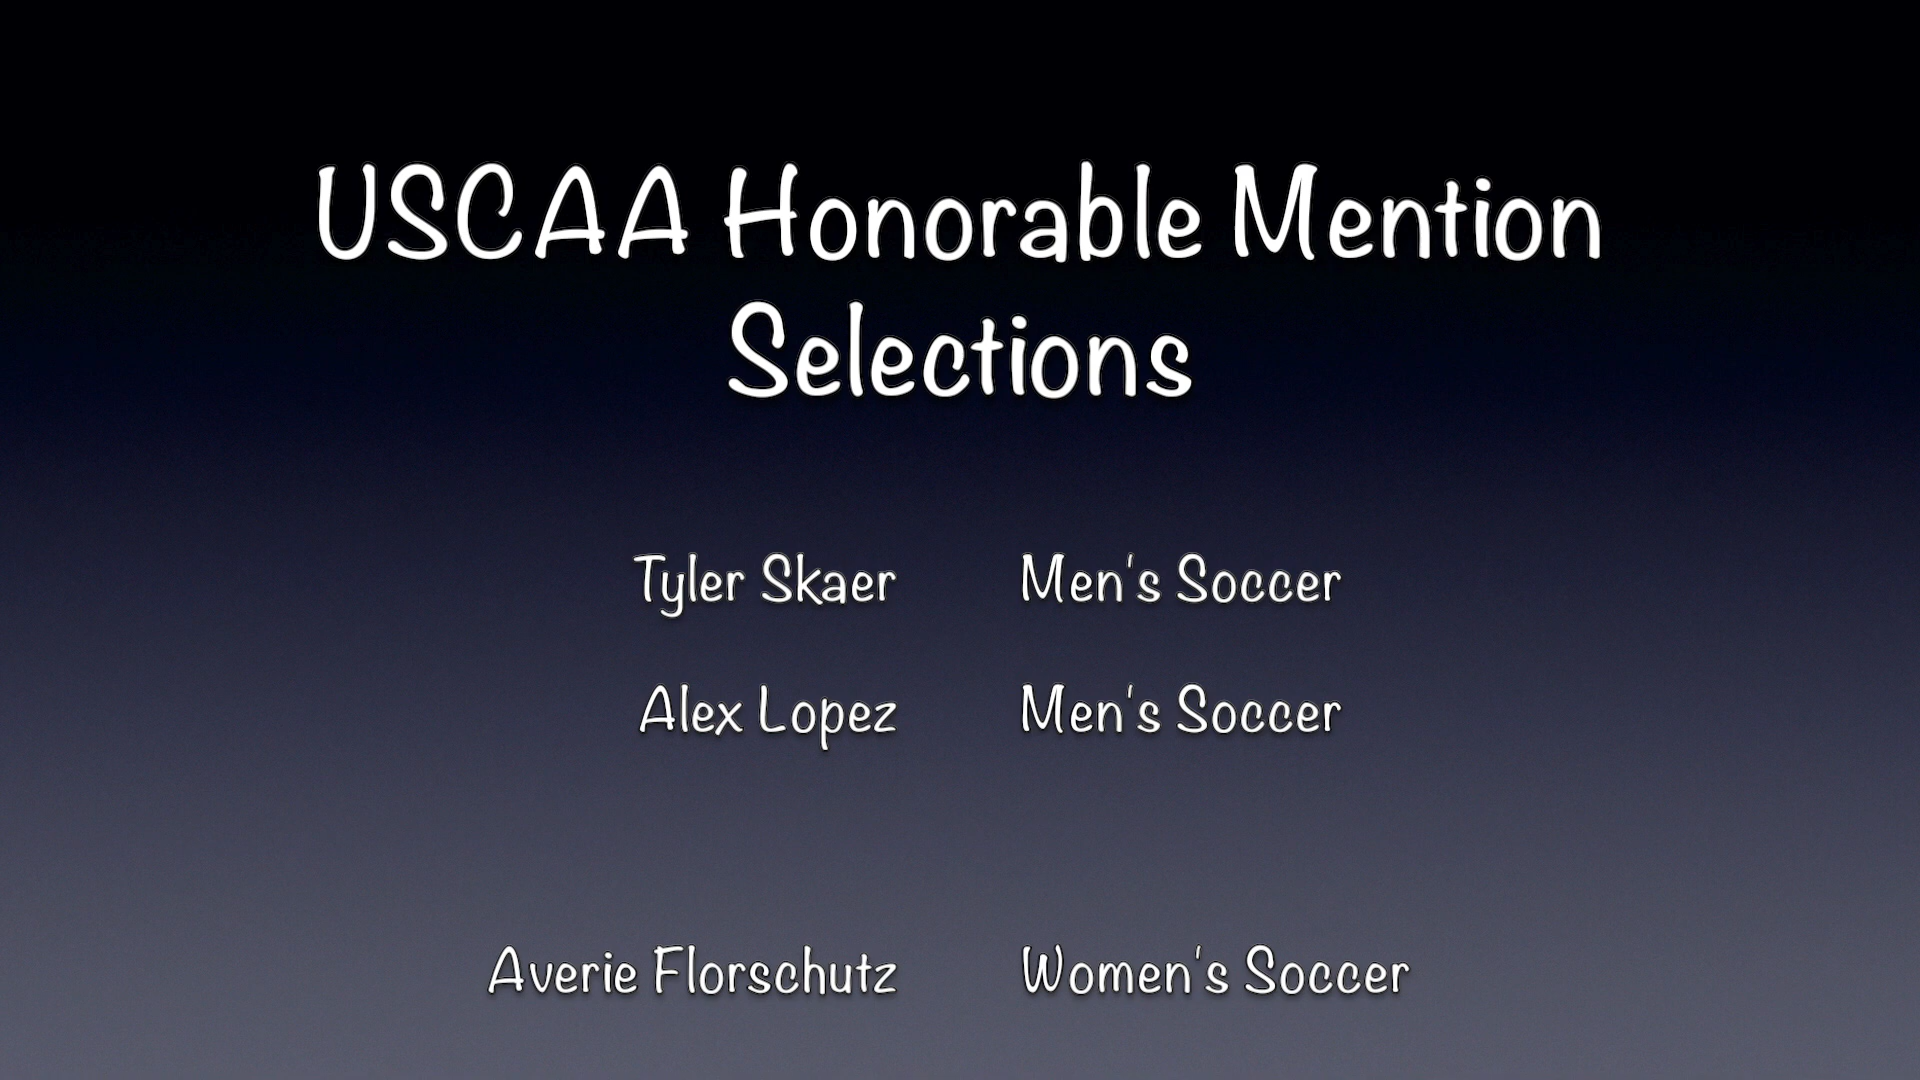 USCAA Honorable Mention
Selections
Tyler Skaer Men's Soccer
Alex Lopez Men's Soccer
Averie Florschutz Women's Soccer